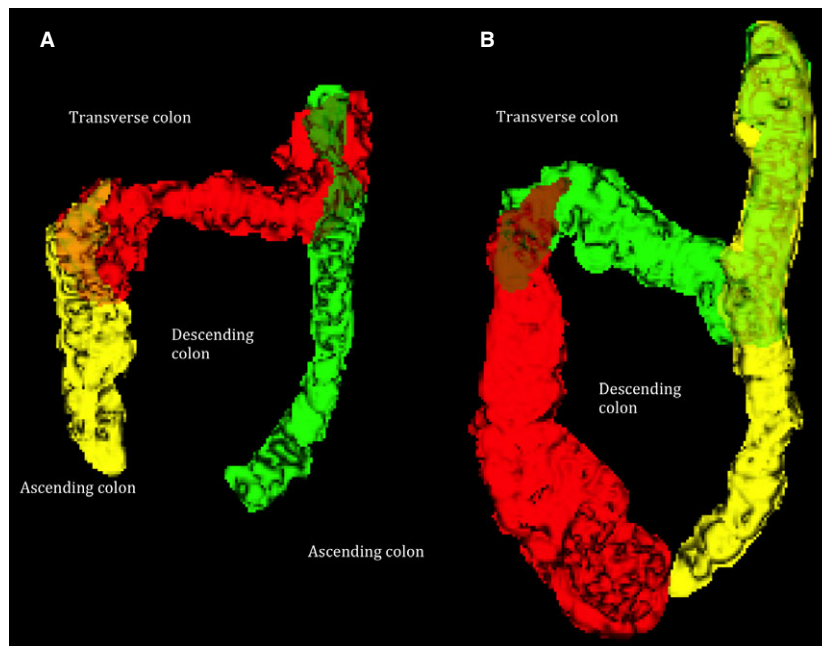 A
Transverse colon
Descending
colon
Ascending colon
B
Transverse colon
Descending
colon
Ascending colon